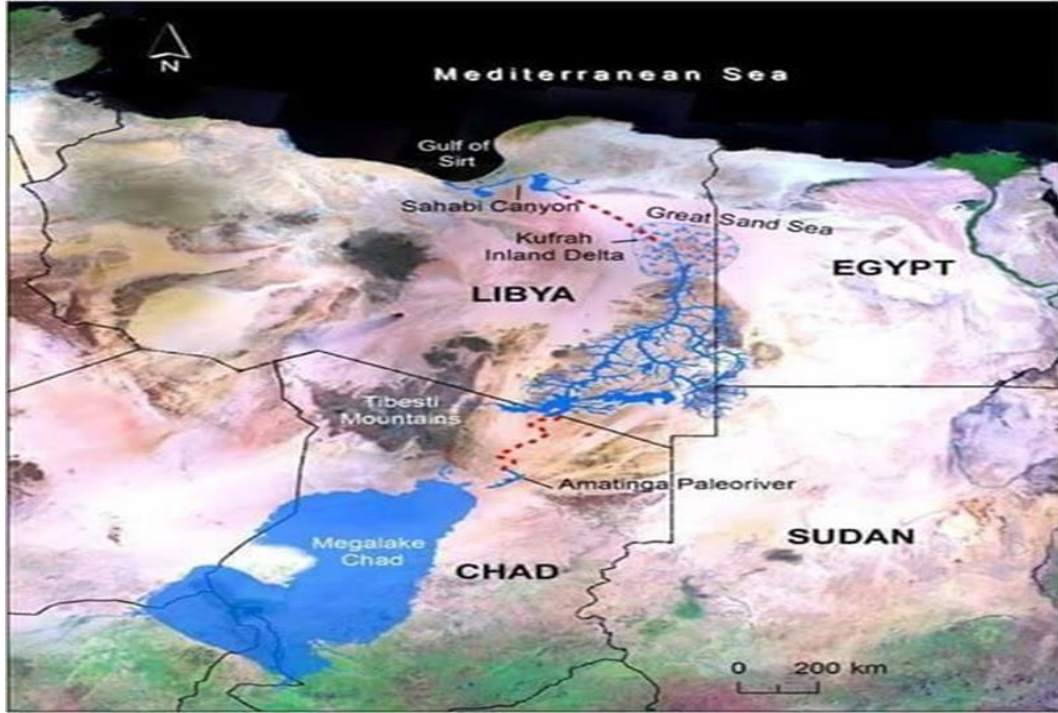 N
Mediterranean Sea
Gulf of
Sirt
Sahabi Canyon
Great Sand Sea
Kufrah
Inland Delta
EGYPT
LIBYA
Tibesti
Mountains
Amatinga Paleoriver
SUDAN
Megalake
Chad
CHAD
0 200 km